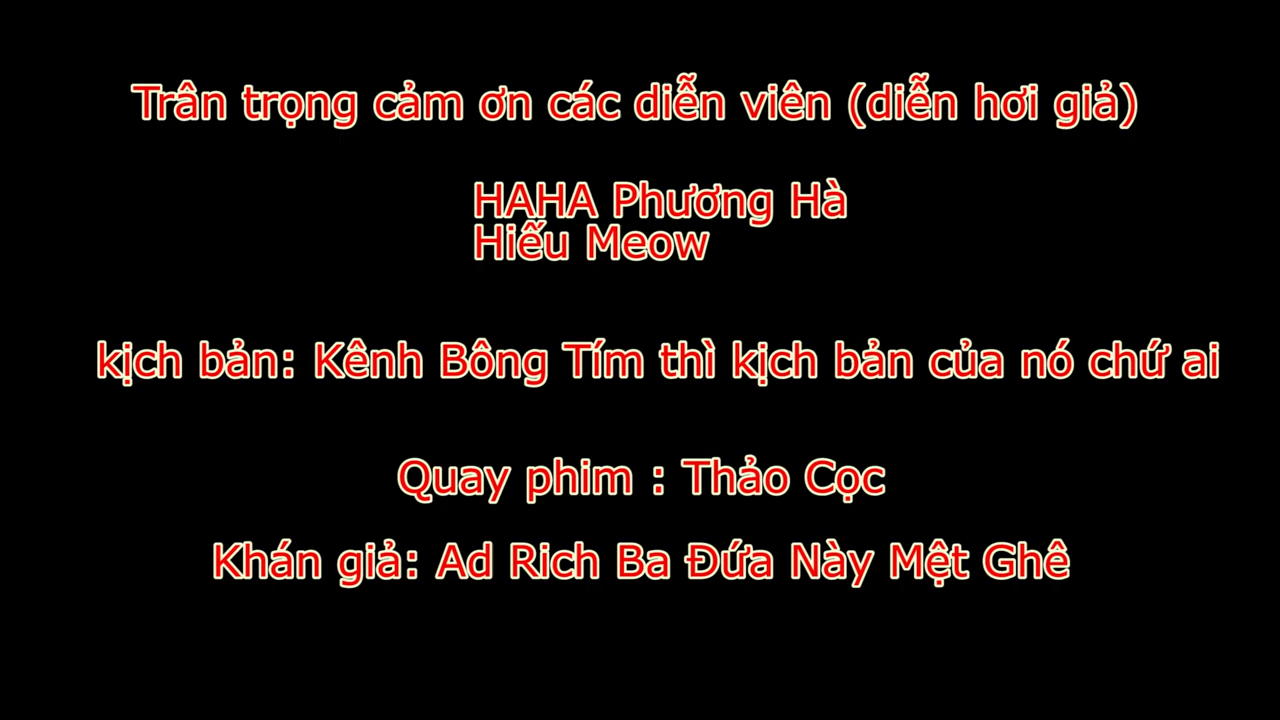 Trân trọng cảm ơn các diễn viên (diễn hơi giả)
HAHA Phương Hà
Hiếu Meow
kịch bản: Kênh Bông Tím thì kịch bản của nó chứ ai
Quay phim : Thảo Cọc
Khán giả: Ad Rich Ba Đứa Này Mệt Ghê